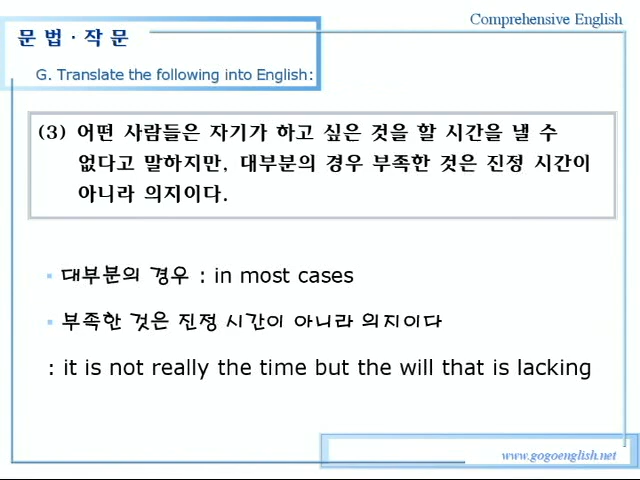 Comprehensive English
문 법 · 작 문
G. Translate the following into English:
(3) 어떤 사람들은 자기가 하고 싶은 것을 할 시간을 낼 수
없다고 말하지만, 대부분의 경우 부족한 것은 진정 시간이
아니라 의지이다.
▪ 대부분의 경우 : in most cases
▪ 부족한 것은 진정 시간이 아니라 의지이다
: it is not really the time but the will that is lacking
www.gogoenglish.net